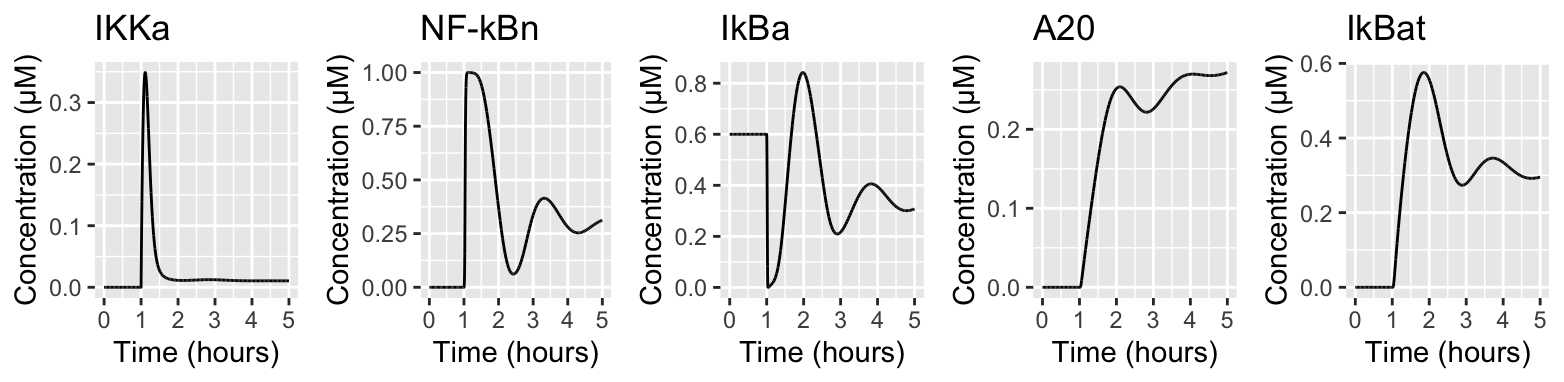 IKKa
Concentration (µM)
0.3
0.2
0.1
0.0
0 1 2 3 4 5
Time (hours)
NF-kBn
Concentration (µM)
1.00
0.75
0.50
0.25
0.00
0 1 2 3 4 5
Time (hours)
IkBa
Concentration (µM)
0.8
0.6
0.4
0.2
0.0
0 1 2 3 4 5
Time (hours)
A20
Concentration (µM)
0.2
0.1
0.0
0 1 2 3 4 5
Time (hours)
IkBat
Concentration (µM)
0.6
0.4
0.2
0.0
0 1 2 3 4 5
Time (hours)